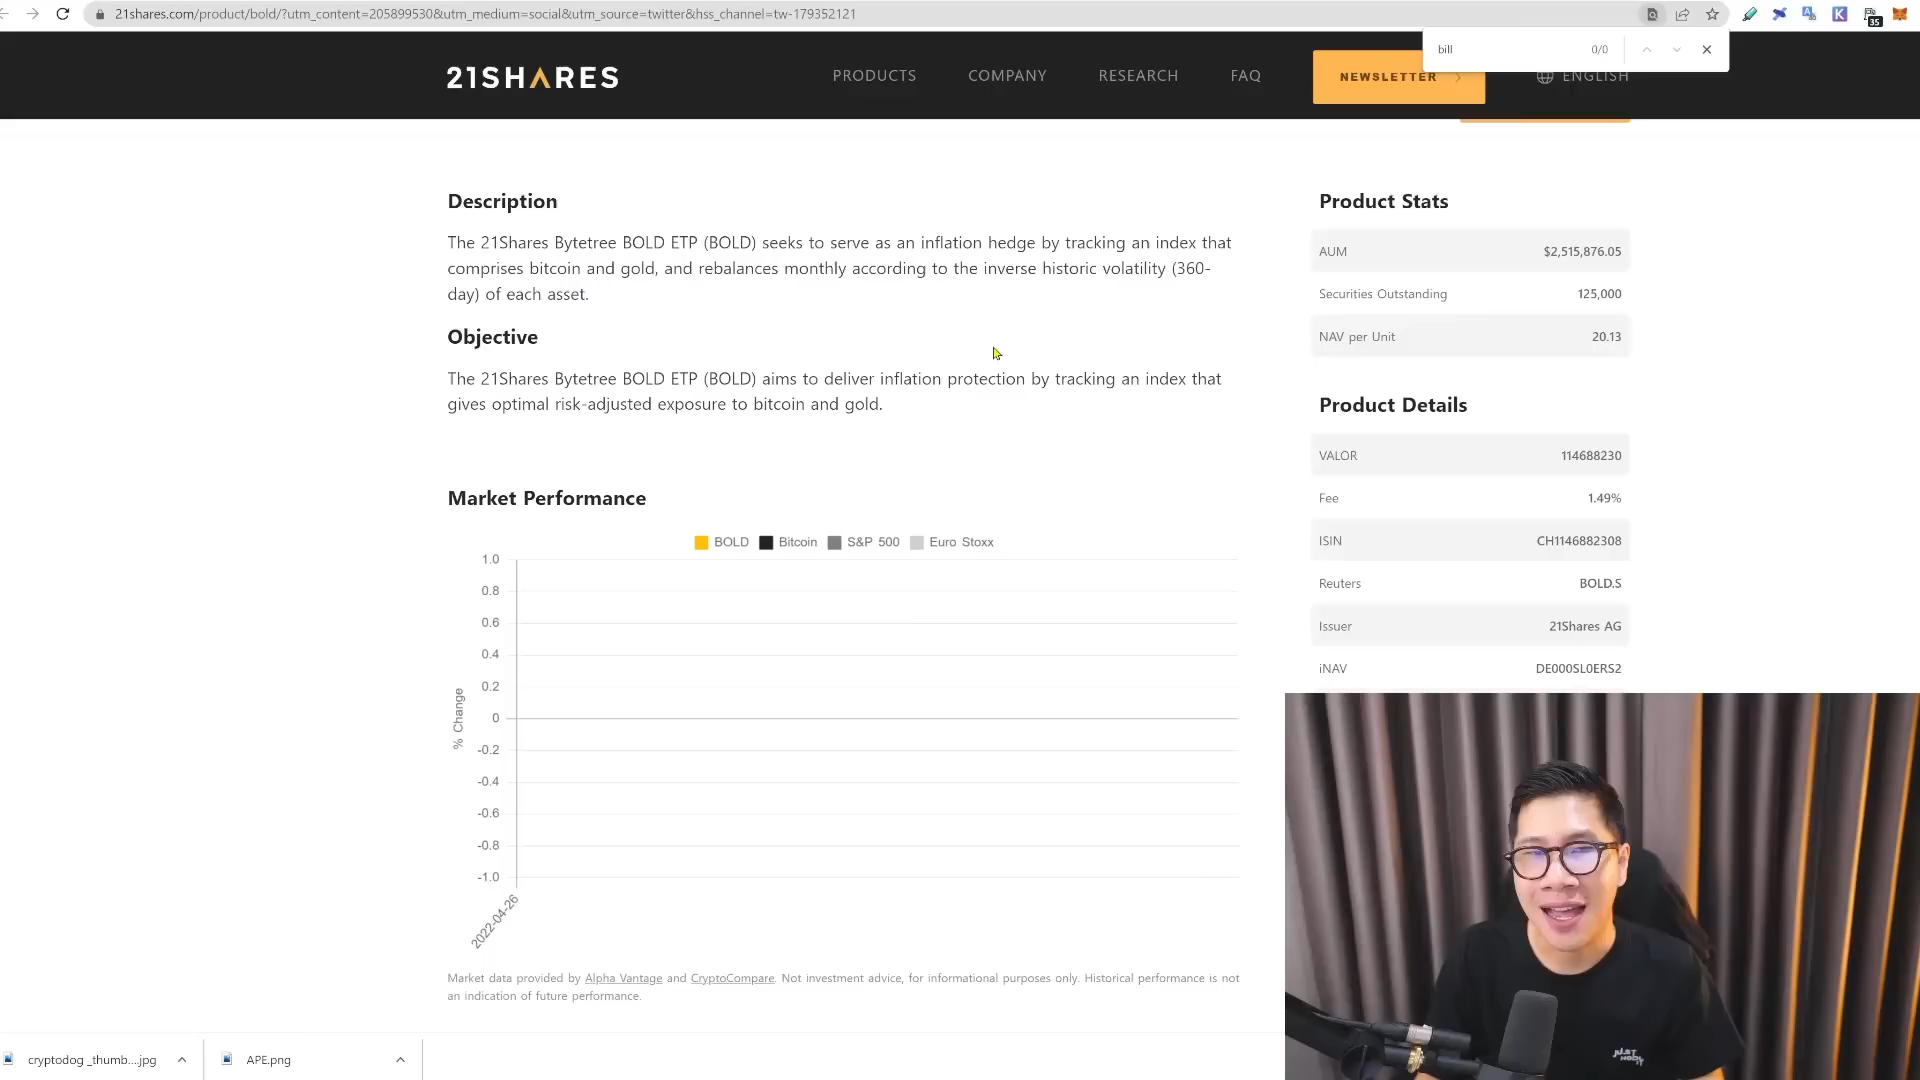 21shares.com/product/bold/?utm_content=205899530&utm_medium=social&utm_source=twitter&hss_channel=tw-179352121
35
bill
0/0
21SHARES
PRODUCTS
COMPANY
RESEARCH
FAQ
NEWSLETTER
ENGLISH
Description
The 21Shares Bytetree BOLD ETP (BOLD) seeks to serve as an inflation hedge by tracking an index that
comprises bitcoin and gold, and rebalances monthly according to the inverse historic volatility (360-
day) of each asset.
Objective
The 21Shares Bytetree BOLD ETP (BOLD) aims to deliver inflation protection by tracking an index that
gives optimal risk-adjusted exposure to bitcoin and gold.
Market Performance
BOLD Bitcoin S&P 500 Euro Stoxx
1.0
0.8
0.6
0.4
0.2
0
-0.2
-0.4
-0.6
-0.8
-1.0
% Change
2022-04-26
Market data provided by Alpha Vantage and CryptoCompare. Not investment advice, for informational purposes only. Historical performance is not
an indication of future performance.
Product Stats
AUM $2,515,876.05
Securities Outstanding 125,000
NAV per Unit 20.13
Product Details
VALOR 114688230
Fee 1.49%
ISIN CH1146882308
Reuters BOLD.S
Issuer 21Shares AG
iNAV DE000SL0ERS2
cryptodog _thumb....jpg
APE.png